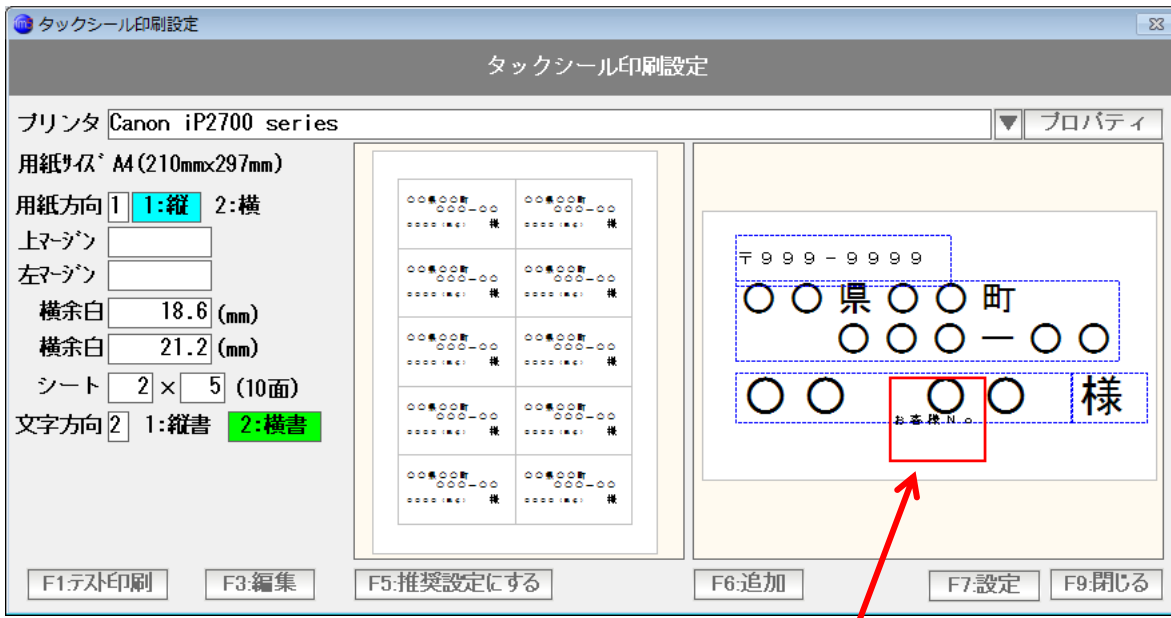 タックシール印刷設定
タックシール印刷設定
プリンタ Canon iP2700 series ▼ プロパティ
用紙ｻｲｽﾞ A4(210mmx297mm)
用紙方向 1 1:縦 2:横
上ﾏｰｼﾞﾝ
左ﾏｰｼﾞﾝ
横余白 18.6 (mm)
横余白 21.2 (mm)
シート 2 × 5 (10面)
文字方向 2 1:縦書 2:横書
〒９９９－９９９９
○○県○○町
○○○－○○
○○ ○○ 様
お客様Ｎｏ
F1:ﾃｽﾄ印刷 F3:編集 F5:推奨設定にする F6:追加 F7:設定 F9:閉じる